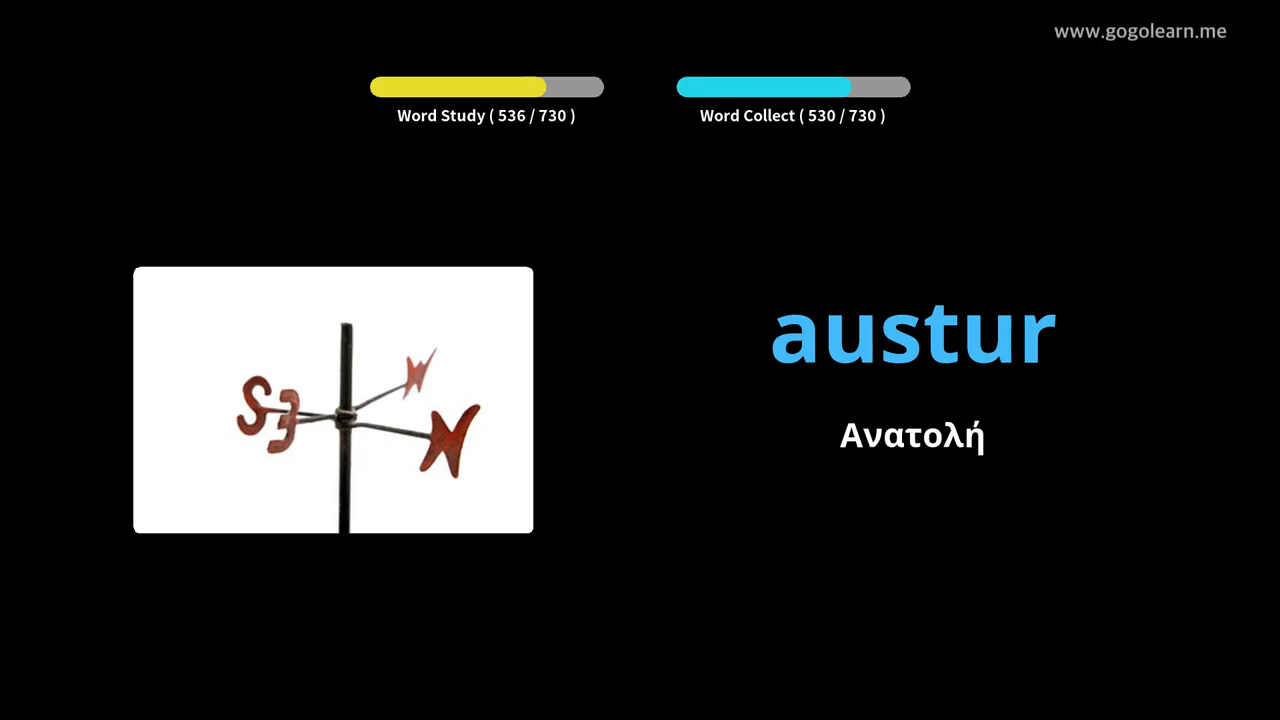 www.gogolearn.me
Word Study ( 536 / 730 )
Word Collect ( 530 / 730 )
austur
Ανατολή
S E N